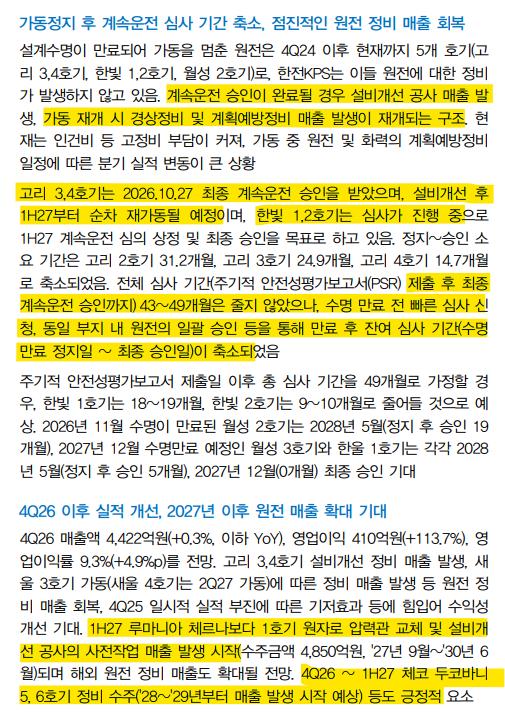 가동정지 후 계속운전 심사 기간 축소, 점진적인 원전 정비 매출 회복
설계수명이 만료되어 가동을 멈춘 원전은 4Q24 이후 현재까지 5개 호기(고
리 3,4호기, 한빛 1,2호기, 월성 2호기)로, 한전KPS는 이들 원전에 대한 정비
가 발생하지 않고 있음. 계속운전 승인이 완료될 경우 설비개선 공사 매출 발
생, 가동 재개 시 경상정비 및 계획예방정비 매출 발생이 재개되는 구조. 현
재는 인건비 등 고정비 부담이 커져, 가동 중 원전 및 화력의 계획예방정비
일정에 따른 분기 실적 변동이 큰 상황
고리 3,4호기는 2026.10.27 최종 계속운전 승인을 받았으며, 설비개선 후
1H27부터 순차 재가동될 예정이며, 한빛 1,2호기는 심사가 진행 중으로
1H27 계속운전 심의 상정 및 최종 승인을 목표로 하고 있음. 정지~승인 소
요 기간은 고리 2호기 31.2개월, 고리 3호기 24.9개월, 고리 4호기 14.7개월
로 축소되었음. 전체 심사 기간(주기적 안전성평가보고서(PSR) 제출 후 최종
계속운전 승인까지) 43~49개월은 줄지 않았으나, 수명 만료 전 빠른 심사 신
청, 동일 부지 내 원전의 일괄 승인 등을 통해 만료 후 잔여 심사 기간(수명
만료 정지일 ~ 최종 승인일)이 축소되었음
주기적 안전성평가보고서 제출일 이후 총 심사 기간을 49개월로 가정할 경
우, 한빛 1호기는 18~19개월, 한빛 2호기는 9~10개월로 줄어들 것으로 예
상. 2026년 11월 수명이 만료된 월성 2호기는 2028년 5월(정지 후 승인 19
개월), 2027년 12월 수명만료 예정인 월성 3호기와 한울 1호기는 각각 2028
년 5월(정지 후 승인 5개월), 2027년 12월(0개월) 최종 승인 기대
4Q26 이후 실적 개선, 2027년 이후 원전 매출 확대 기대
4Q26 매출액 4,422억원(+0.3%, 이하 YoY), 영업이익 410억원(+113.7%), 영
업이익률 9.3%(+4.9%p)를 전망. 고리 3,4호기 설비개선 정비 매출 발생, 새
울 3호기 가동(새울 4호기는 2Q27 가동)에 따른 정비 매출 발생 등 원전 정
비 매출 회복, 4Q25 일시적 실적 부진에 따른 기저효과 등에 힘입어 수익성
개선 기대. 1H27 루마니아 체르나보다 1호기 원자로 압력관 교체 및 설비개
선 공사의 사전작업 매출 발생 시작(수주금액 4,850억원, '27년 9월~'30년 6
월)되며 해외 원전 정비 매출도 확대될 전망. 4Q26 ~ 1H27 체코 두코바니
5, 6호기 정비 수주('28~'29년부터 매출 발생 시작 예상) 등도 긍정적 요소